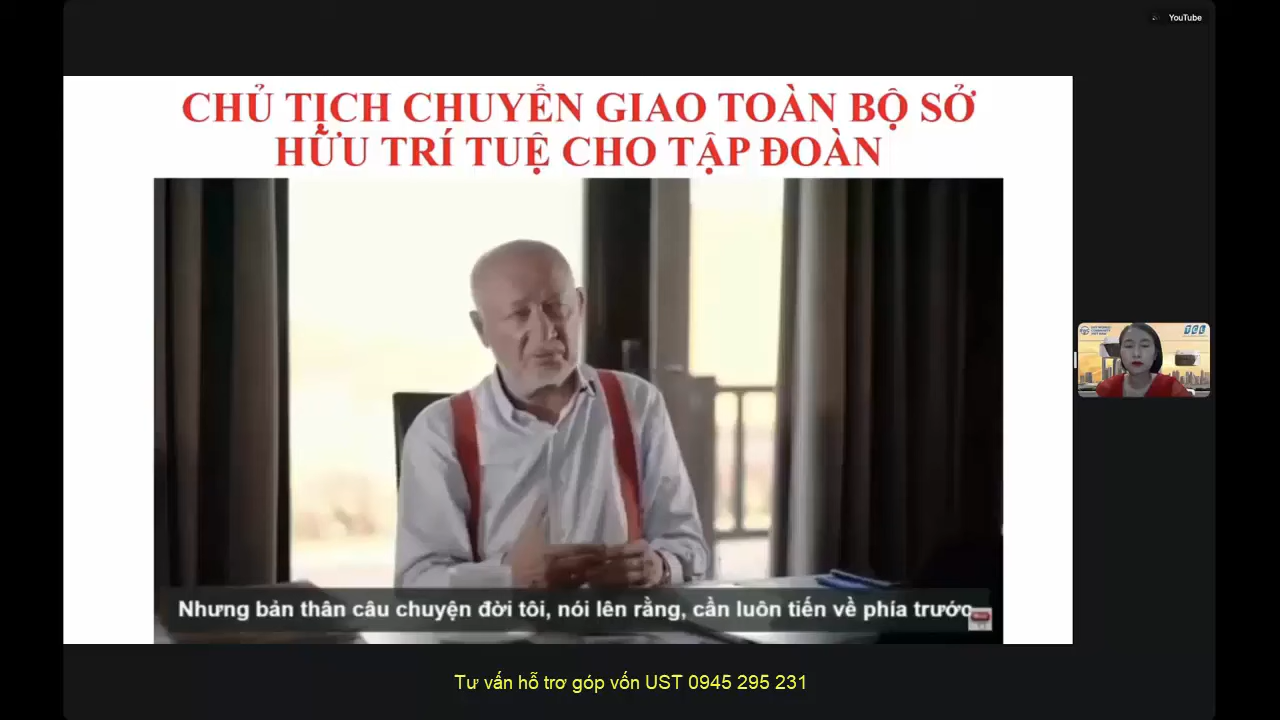 YouTube
CHỦ TỊCH CHUYỂN GIAO TOÀN BỘ SỞ
HỮU TRÍ TUỆ CHO TẬP ĐOÀN
TCL
Nhưng bản thân câu chuyện đời tôi, nói lên rằng, cần luôn tiến về phía trước
Tư vấn hỗ trơ góp vốn UST 0945 295 231